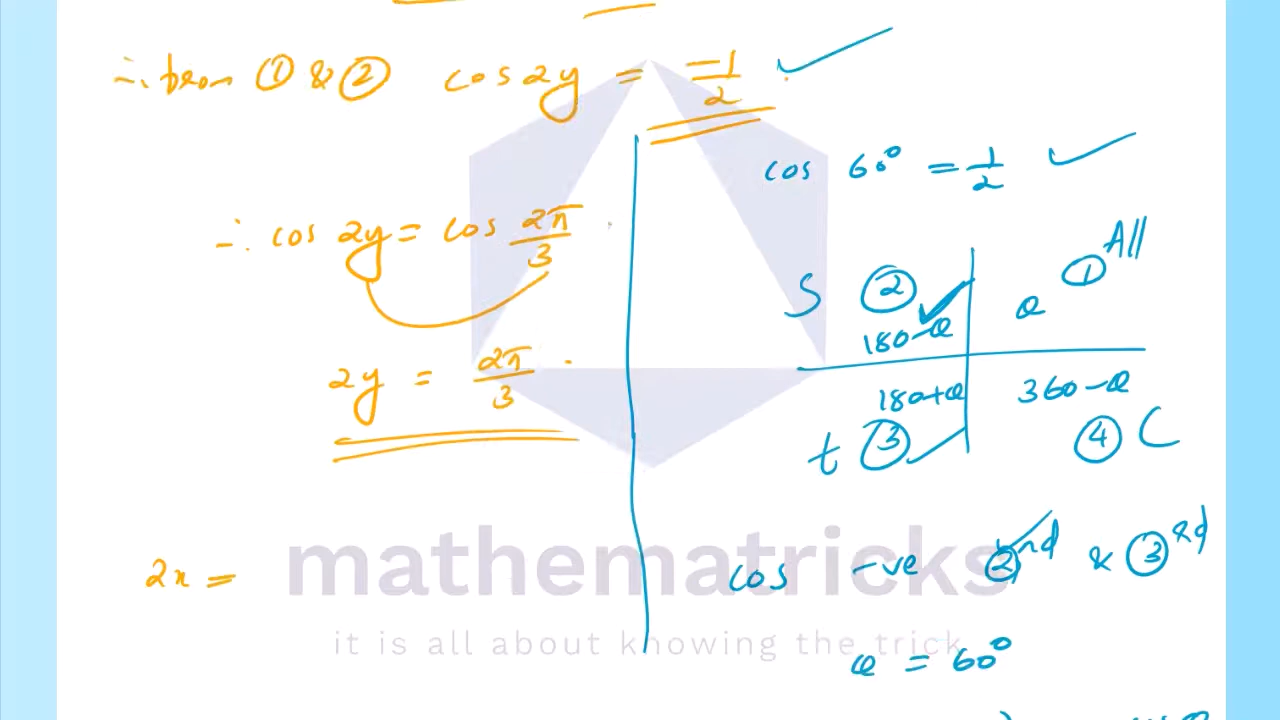 ∴ from ① & ② cos 2y = -1/2
cos 60° = 1/2
∴ cos 2y = cos 2π/3
2y = 2π/3
S ② ① All
180-θ θ
180+θ 360-θ
t ③ ④ C
2x =
cos -ve ②nd & ③rd
θ = 60°
mathematricks
it is all about knowing the trick